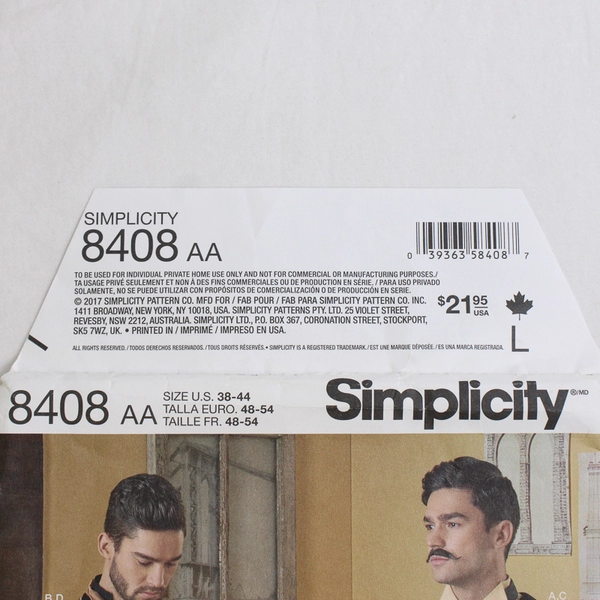 SIMPLICITY
8408 AA
0 39363 58408 7
TO BE USED FOR INDIVIDUAL PRIVATE HOME USE ONLY AND NOT FOR COMMERCIAL OR MANUFACTURING PURPOSES./
TA USAGE PRIVÉ SEULEMENT ET NON À DES FINS COMMERCIALES OU DE PRODUCTION EN SÉRIE, / PARA USO PRIVADO
SOLAMENTE, NO SE PUEDE UTILIZAR CON PROPÓSITOS DE COMERCIALIZACIÓN O DE PRODUCTION EN SERIE.
© 2017 SIMPLICITY PATTERN CO. MFD FOR / FAB POUR / FAB PARA SIMPLICITY PATTERN CO. INC.
1411 BROADWAY, NEW YORK, NY 10018, USA. SIMPLICITY PATTERNS PTY. LTD. 25 VIOLET STREET,
REVESBY, NSW 2212, AUSTRALIA. SIMPLICITY LTD., P.O. BOX 367, CORONATION STREET, STOCKPORT,
SK5 7WZ, UK. • PRINTED IN / IMPRIMÉ / IMPRESO EN USA.
$21.95 USA
L
ALL RIGHTS RESERVED. /TODOS DERECHOS RESERVADOS. /TOUS DROITS RÉSERVÉS. • SIMPLICITY IS A REGISTERED TRADEMARK. / EST UNE MARQUE DÉPOSÉE. / ES UNA MARCA REGISTRADA.
8408 AA
SIZE U.S. 38-44
TALLA EURO. 48-54
TAILLE FR. 48-54
Simplicity®/MD
B,D
A,C